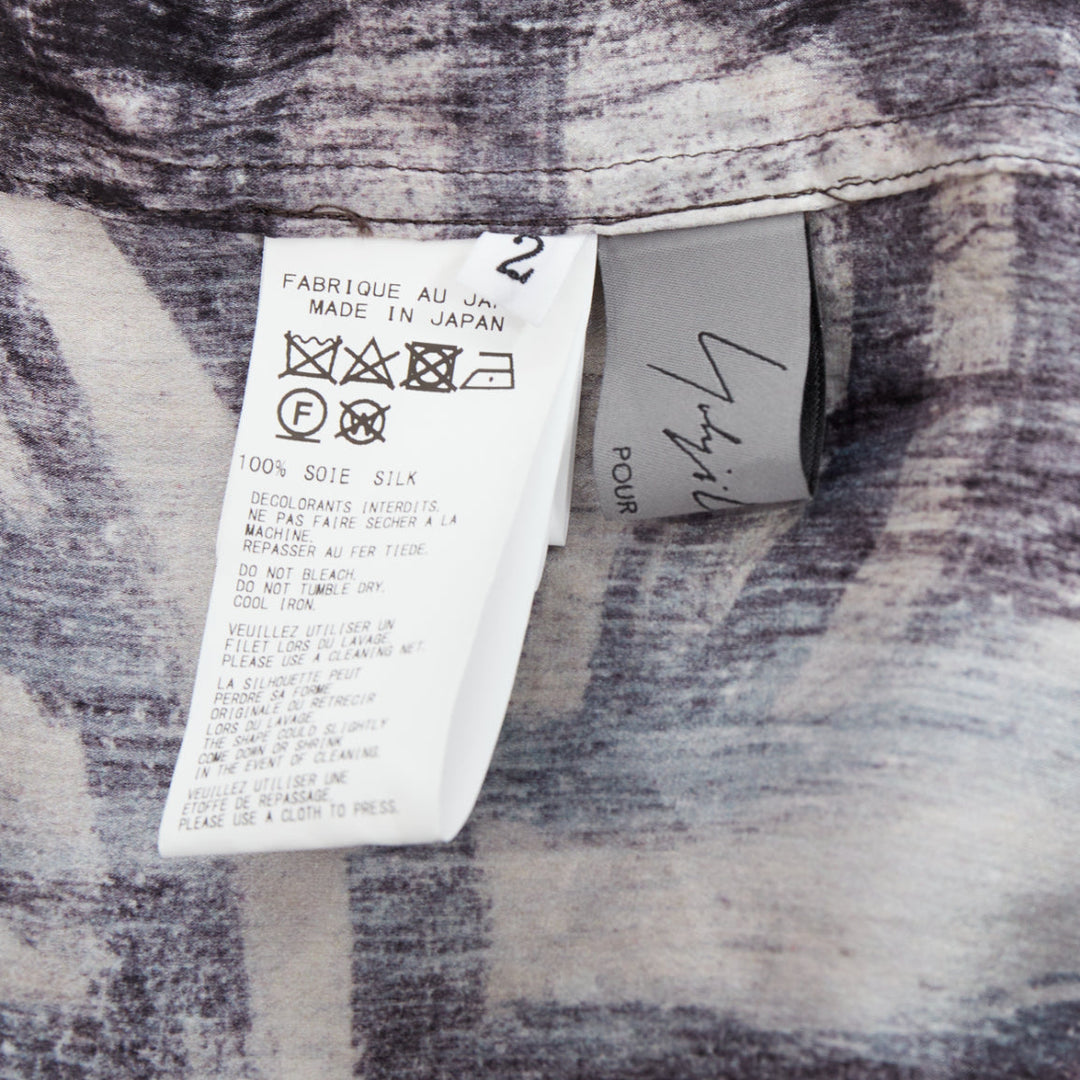 2
FABRIQUE AU JAP
MADE IN JAPAN
F
W
100% SOIE SILK
DECOLORANTS INTERDITS.
NE PAS FAIRE SECHER A LA
MACHINE.
REPASSER AU FER TIEDE.
DO NOT BLEACH.
DO NOT TUMBLE DRY.
COOL IRON.
VEUILLEZ UTILISER UN
FILET LORS DU LAVAGE.
PLEASE USE A CLEANING NET.
LA SILHOUETTE PEUT
PERDRE SA FORME
ORIGINALE OU RETRECIR
LORS DU LAVAGE.
THE SHAPE COULD SLIGHTLY
COME DOWN OR SHRINK
IN THE EVENT OF CLEANING.
VEUILLEZ UTILISER UNE
ETOFFE DE REPASSAGE.
PLEASE USE A CLOTH TO PRESS.
POUR